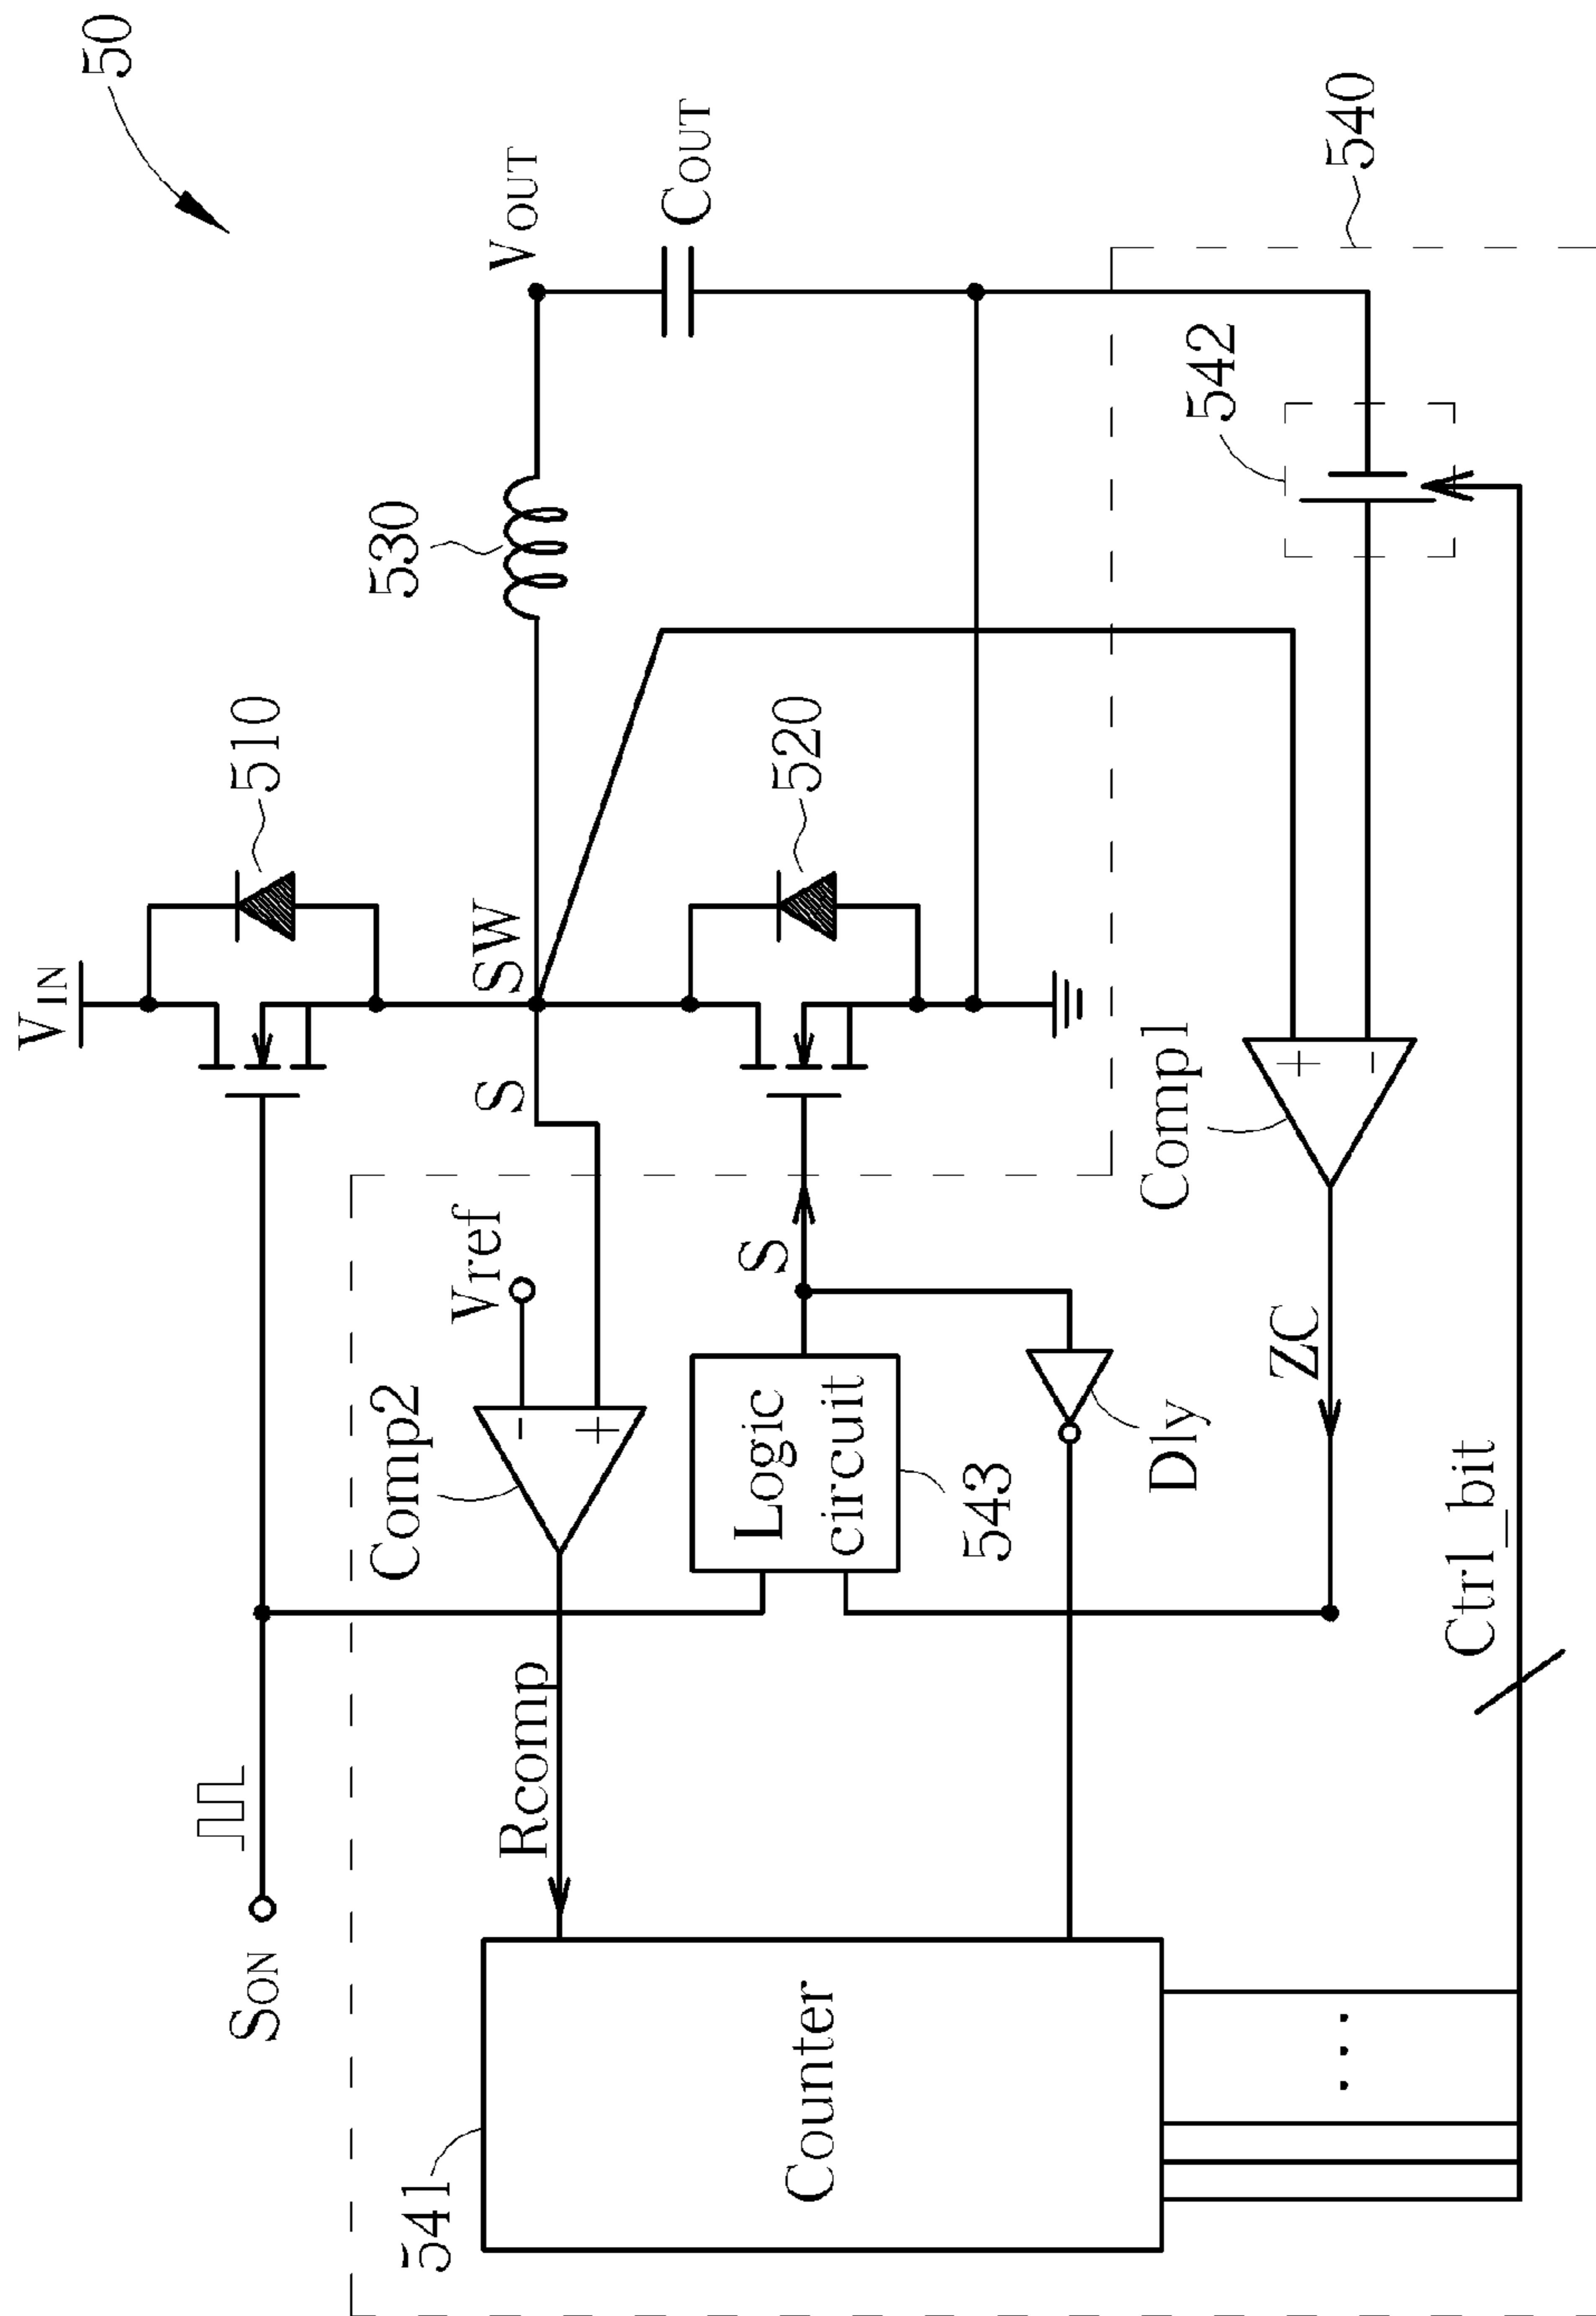 50
VIN
510
SW
S
530
VOUT
COUT
520
SON
Comp2
Vref
Rcomp
S
Logic
circuit
543
Dly
541
Counter
Comp1
ZC
542
540
Ctrl_bit
+
-
-
+